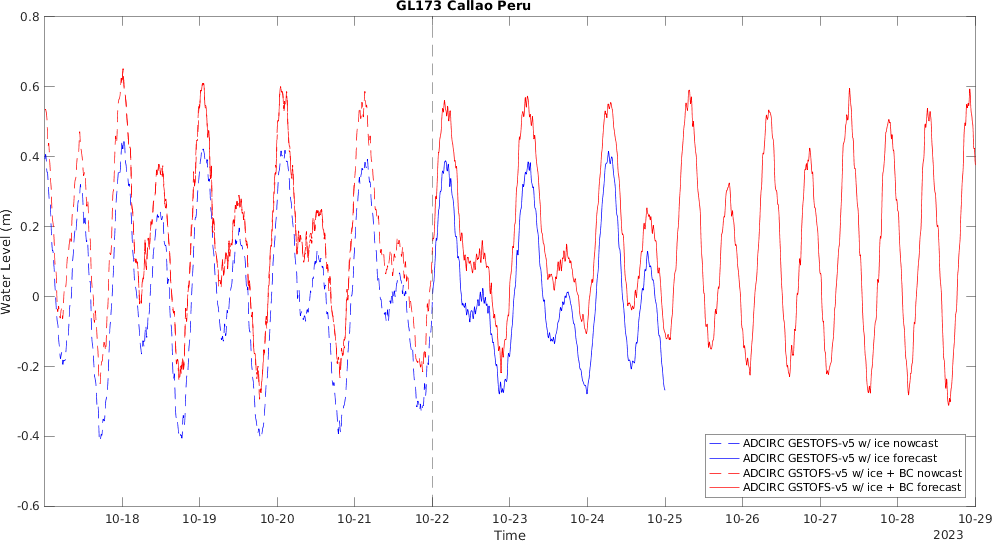 GL173 Callao Peru
Water Level (m)
0.8
0.6
0.4
0.2
0
-0.2
-0.4
-0.6
10-18 10-19 10-20 10-21 10-22 10-23 10-24 10-25 10-26 10-27 10-28 10-29
Time
2023
ADCIRC GESTOFS-v5 w/ ice nowcast
ADCIRC GESTOFS-v5 w/ ice forecast
ADCIRC GSTOFS-v5 w/ ice + BC nowcast
ADCIRC GSTOFS-v5 w/ ice + BC forecast